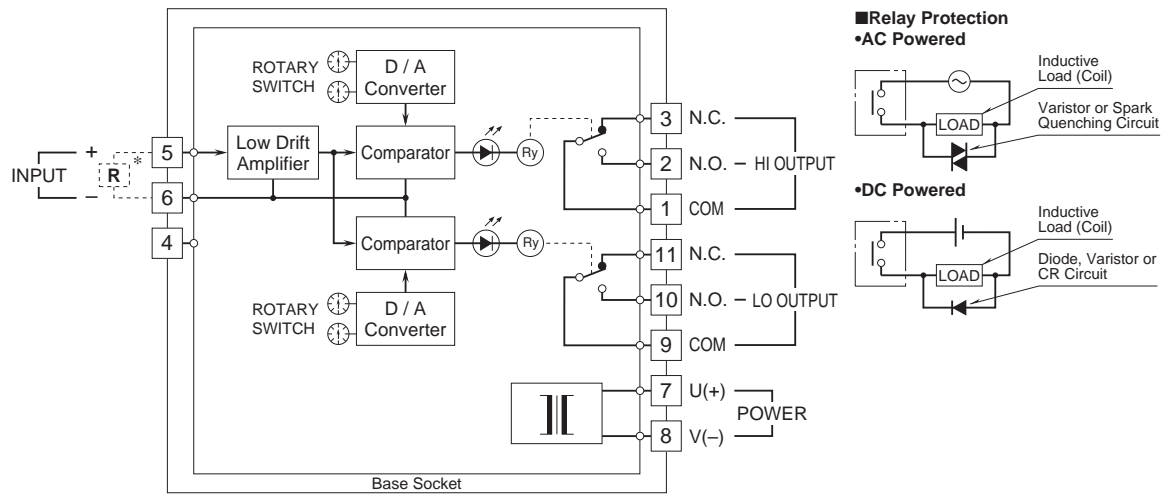 ROTARY
SWITCH
D / A
Converter
INPUT
+
–
R
*
5
6
4
Low Drift
Amplifier
Comparator
Ry
Comparator
Ry
ROTARY
SWITCH
D / A
Converter
3 N.C.
2 N.O. HI OUTPUT
1 COM
11 N.C.
10 N.O. LO OUTPUT
9 COM
7 U(+)
POWER
8 V(–)
Base Socket
■Relay Protection
•AC Powered
Inductive
Load (Coil)
LOAD
Varistor or Spark
Quenching Circuit
•DC Powered
Inductive
Load (Coil)
LOAD
Diode, Varistor or
CR Circuit